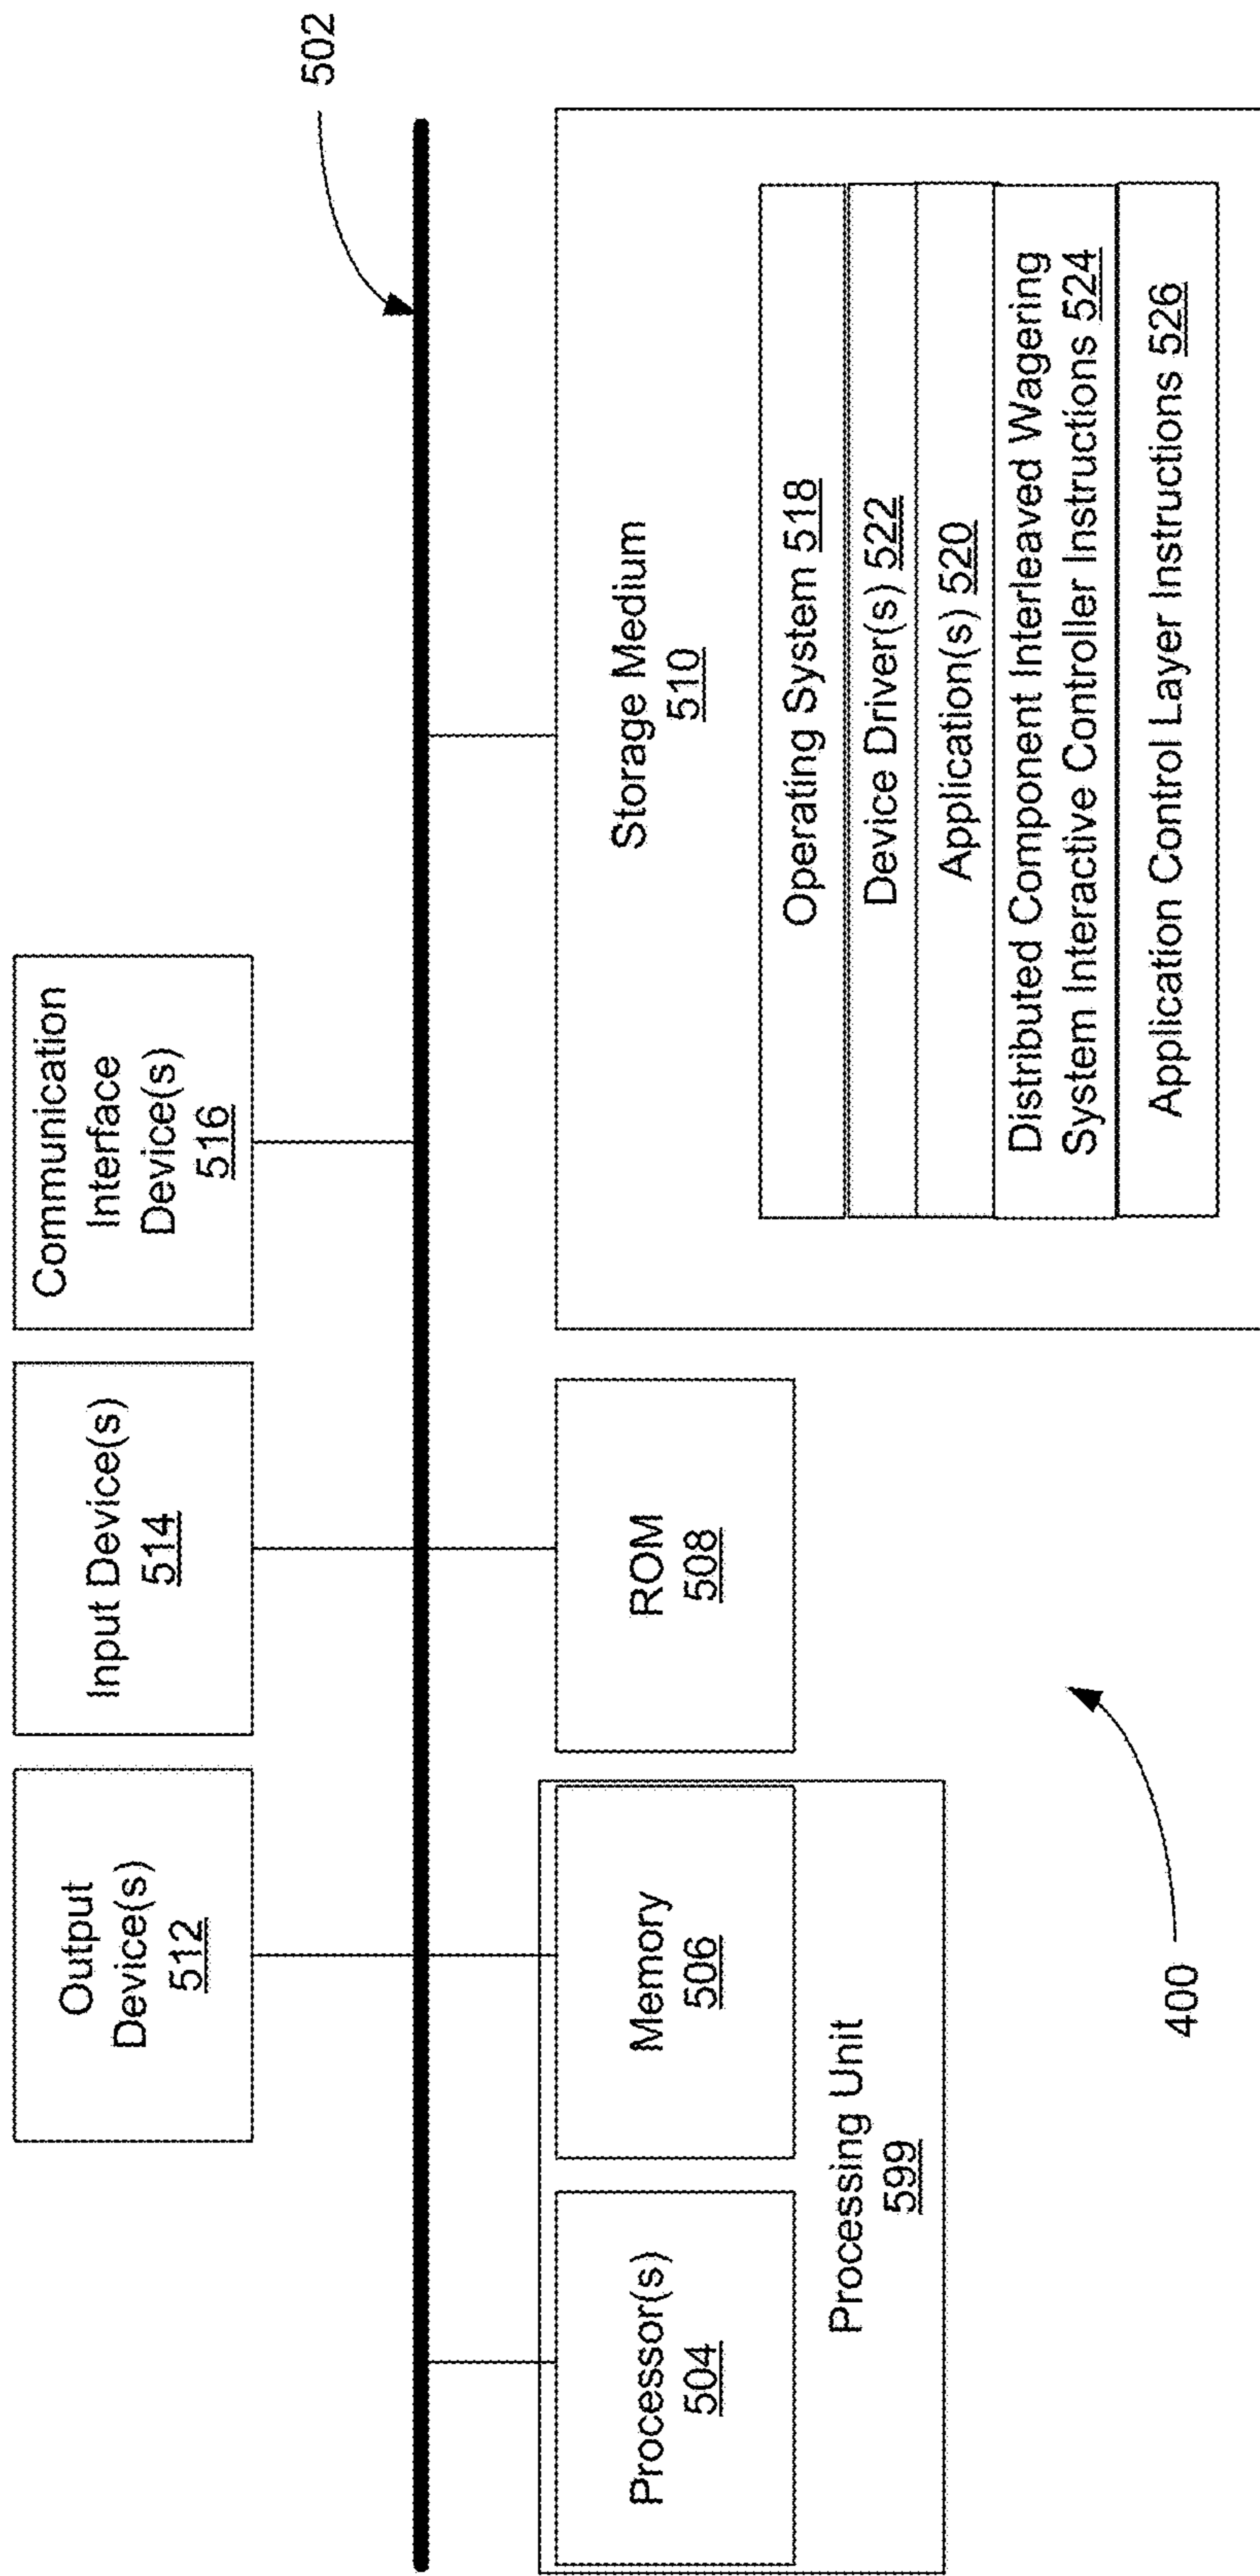 502
Output
Device(s)
512
Input Device(s)
514
Communication
Interface
Device(s)
516
Processor(s)
504
Memory
506
Processing Unit
599
ROM
508
Storage Medium
510
Operating System 518
Device Driver(s) 522
Application(s) 520
Distributed Component Interleaved Wagering
System Interactive Controller Instructions 524
Application Control Layer Instructions 526
400